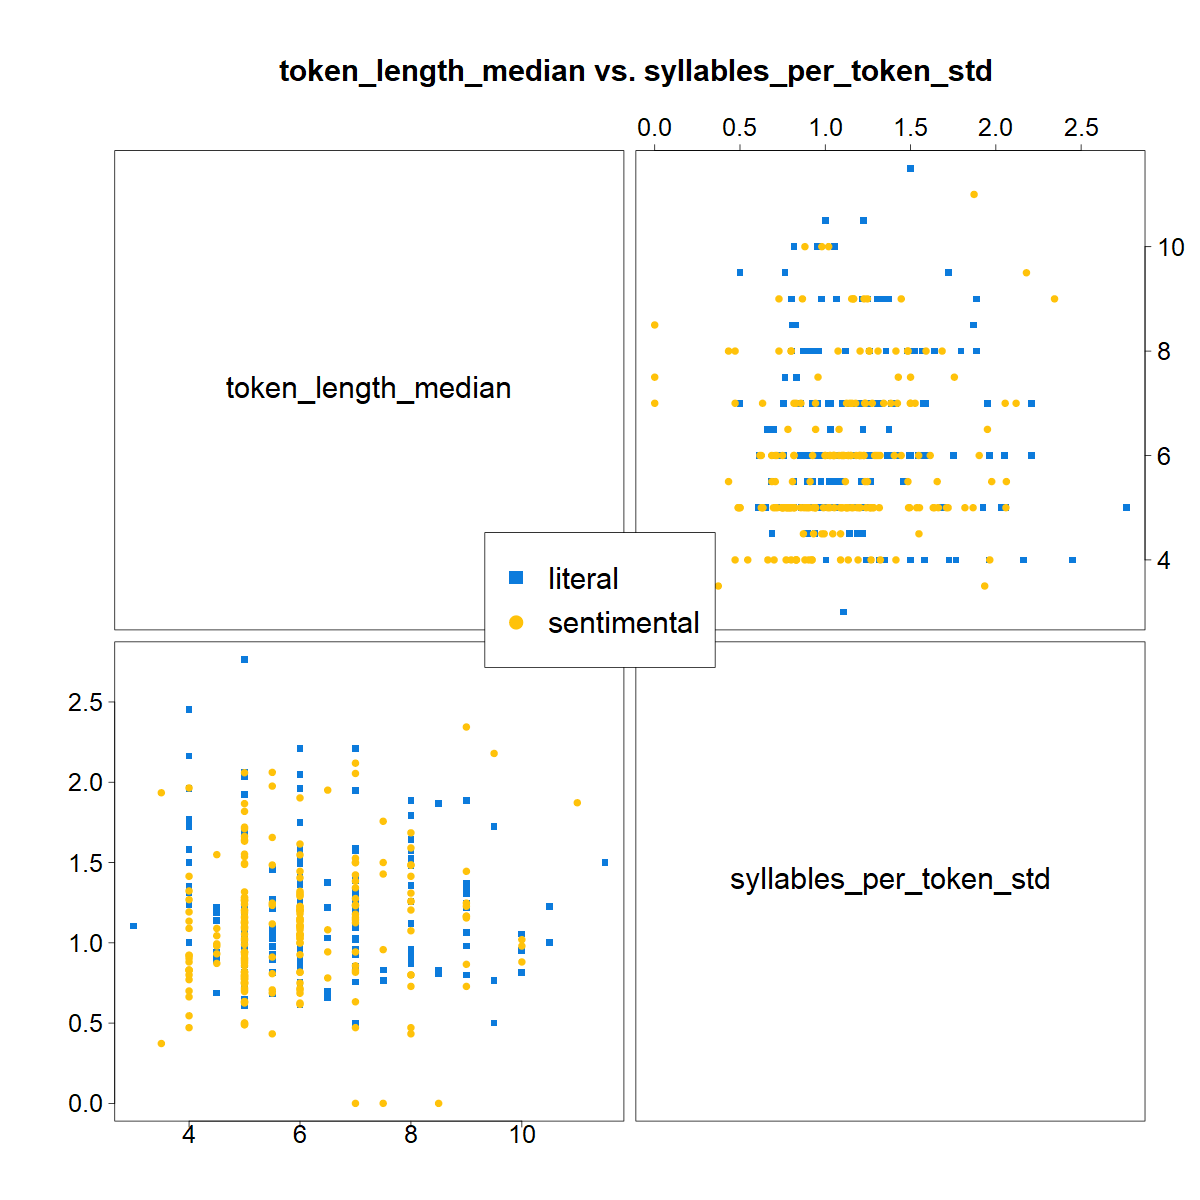 token_length_median vs. syllables_per_token_std
0.0 0.5 1.0 1.5 2.0 2.5
token_length_median
10
8
6
4
literal
sentimental
2.5
2.0
1.5
1.0
0.5
0.0
syllables_per_token_std
4 6 8 10